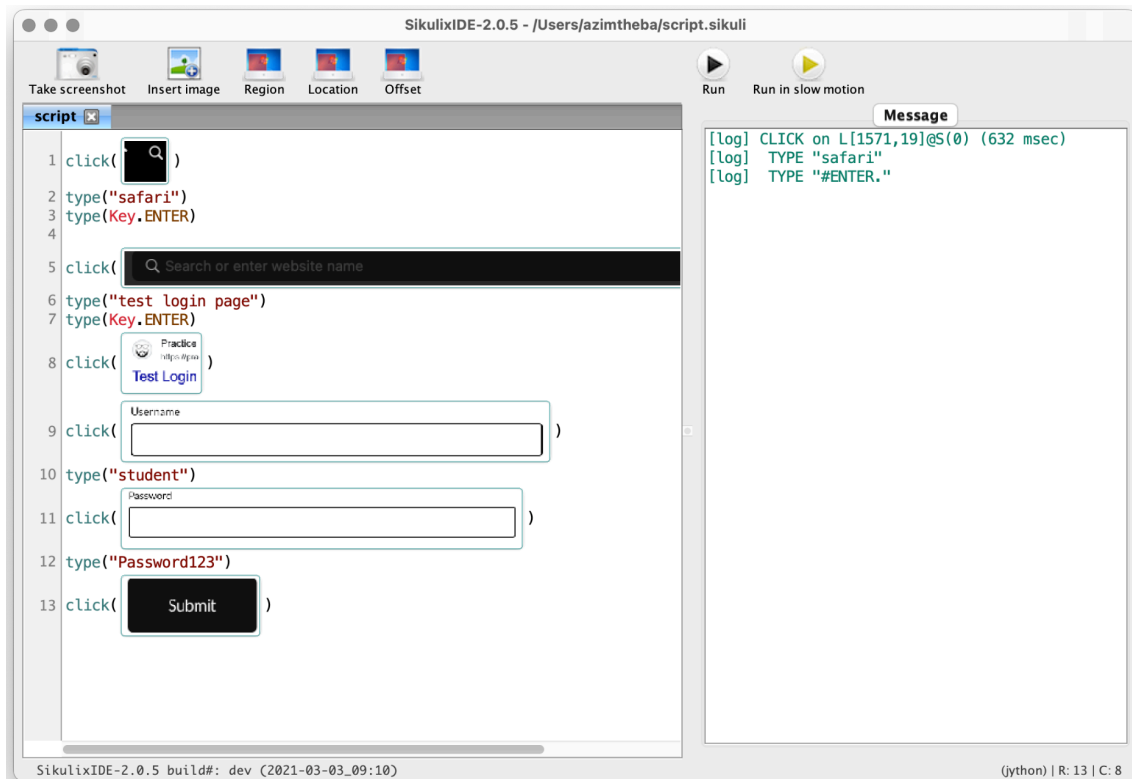 SikulixIDE-2.0.5 - /Users/azimtheba/script.sikuli
Take screenshot Insert image Region Location Offset Run Run in slow motion
script
1 click( )
2 type("safari")
3 type(Key.ENTER)
4
5 click( Search or enter website name
6 type("test login page")
7 type(Key.ENTER)
Practice
https://pra
8 click( )
Test Login
Username
9 click( )
10 type("student")
Password
11 click( )
12 type("Password123")
13 click( Submit )
Message
[log] CLICK on L[1571,19]@S(0) (632 msec)
[log] TYPE "safari"
[log] TYPE "#ENTER."
SikulixIDE-2.0.5 build#: dev (2021-03-03_09:10)
(jython) | R: 13 | C: 8